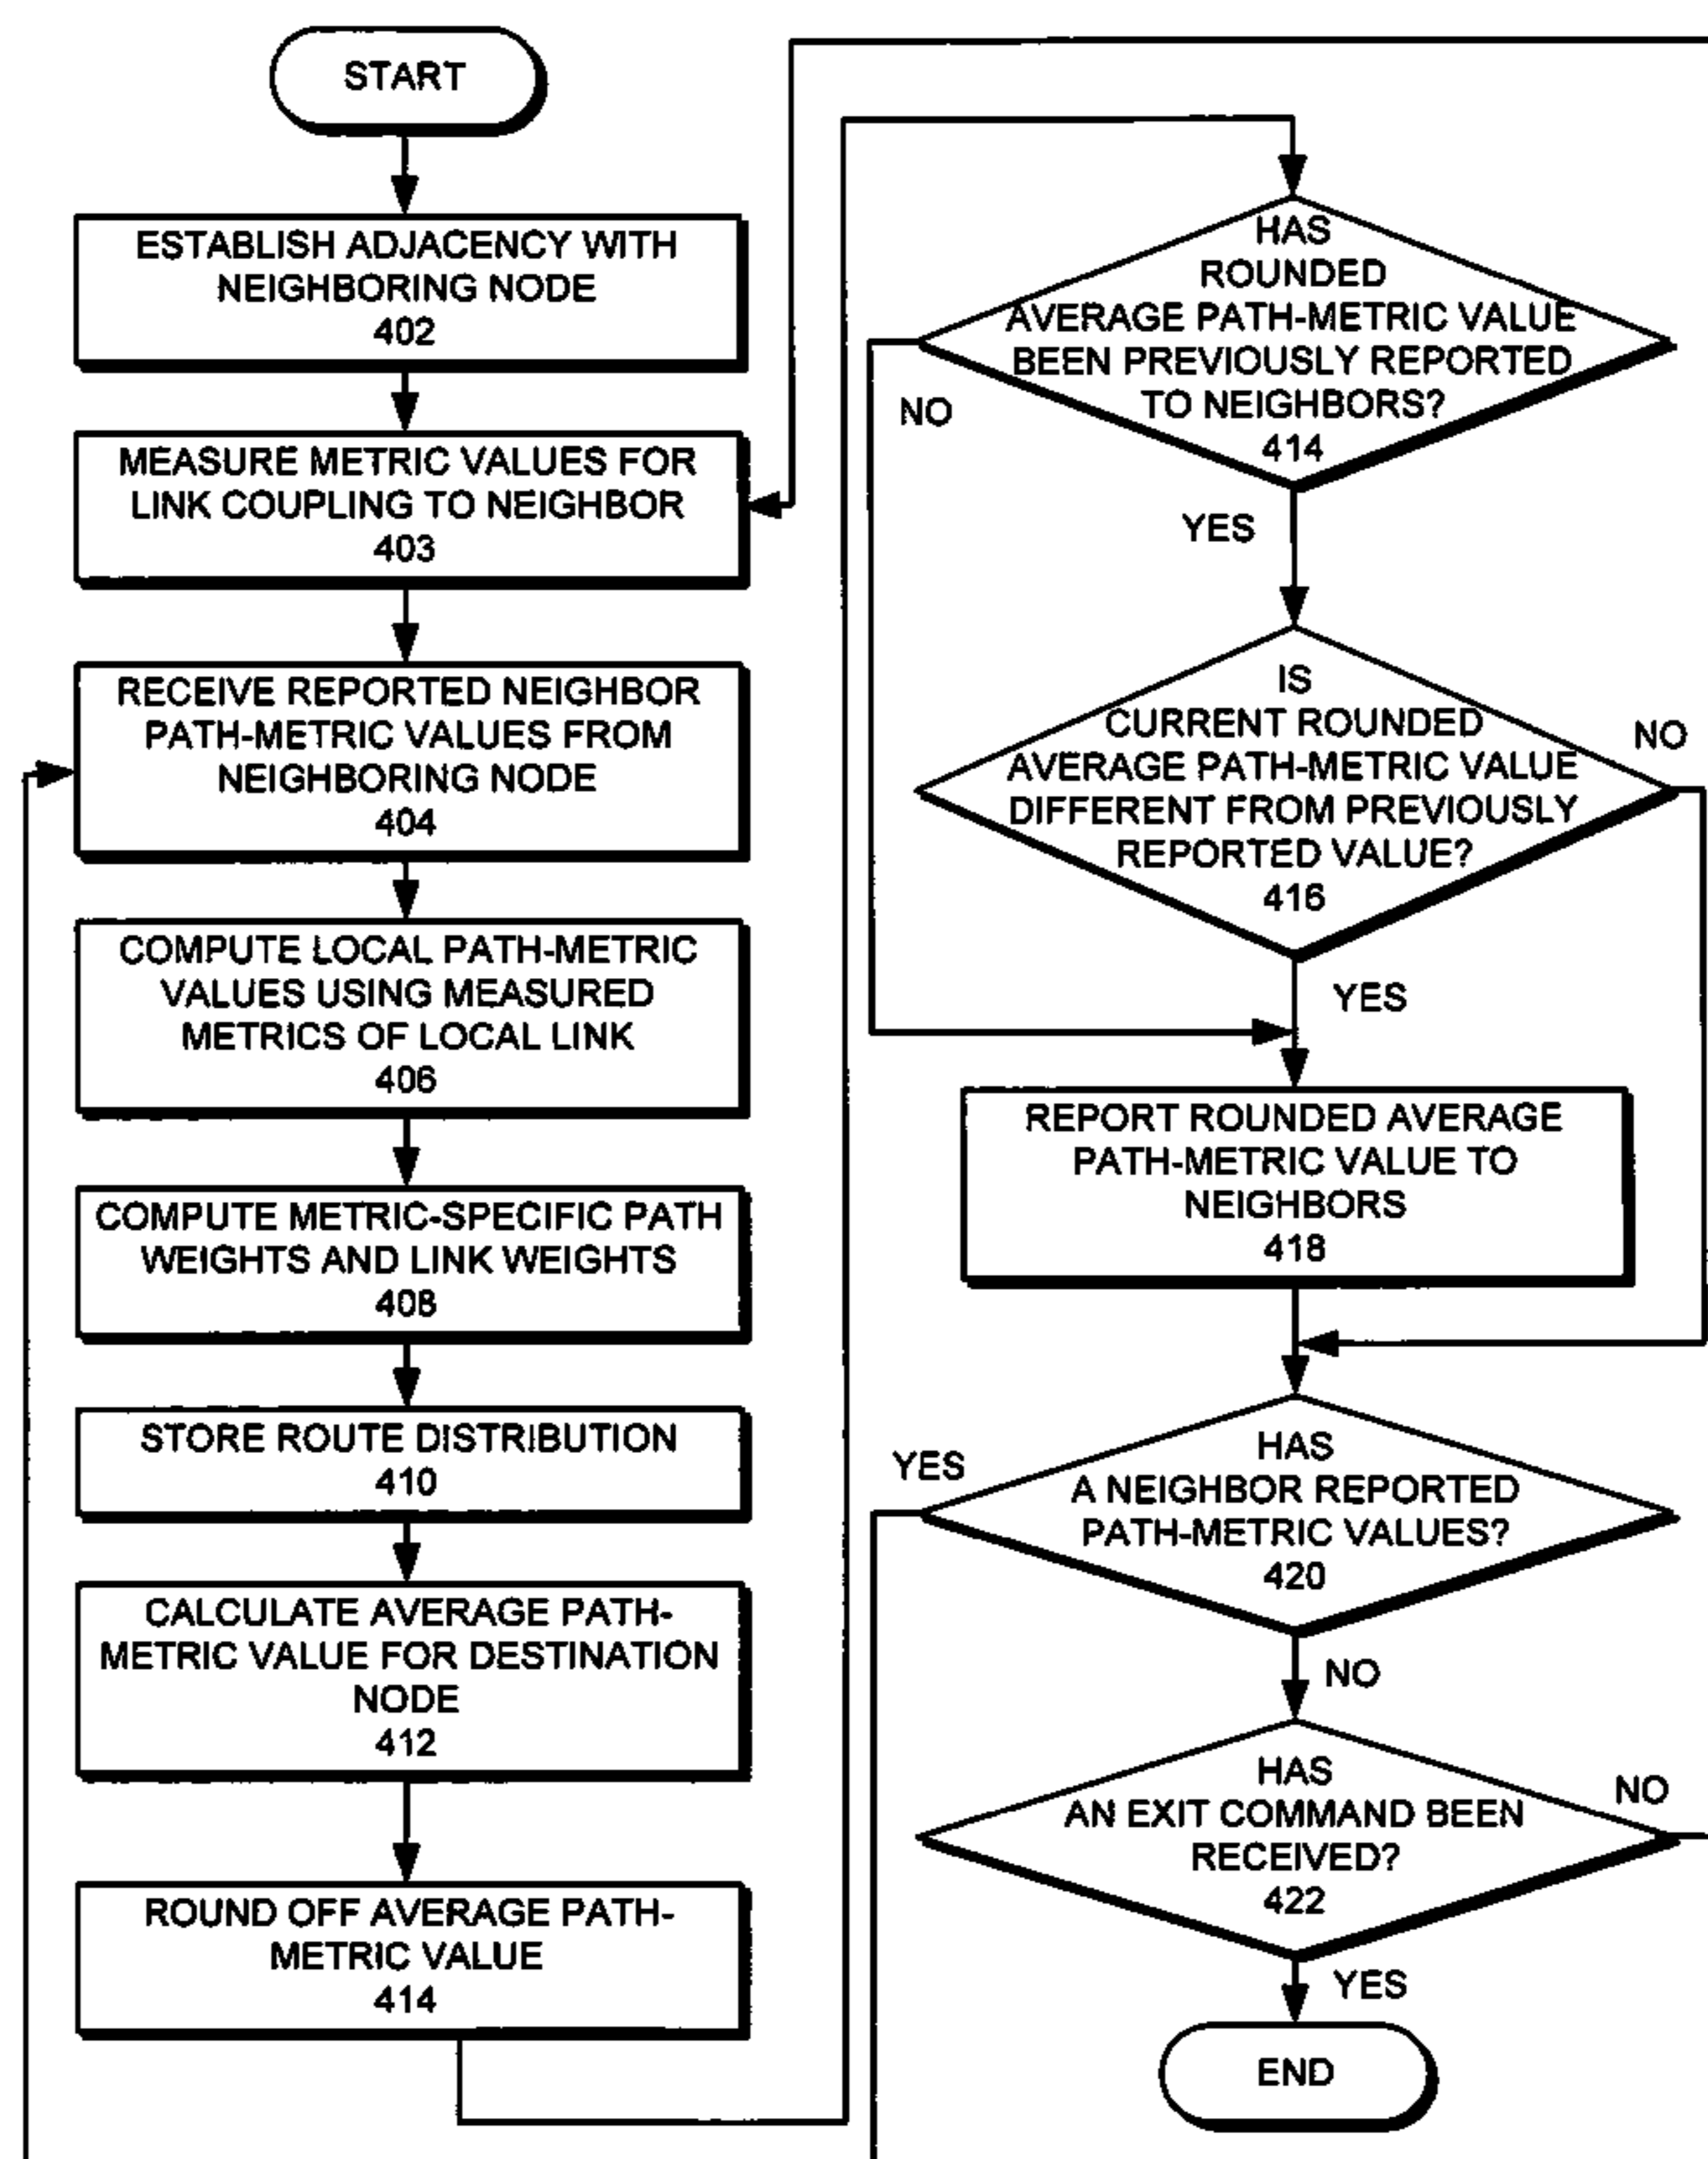 START
ESTABLISH ADJACENCY WITH
NEIGHBORING NODE
402
MEASURE METRIC VALUES FOR
LINK COUPLING TO NEIGHBOR
403
RECEIVE REPORTED NEIGHBOR
PATH-METRIC VALUES FROM
NEIGHBORING NODE
404
COMPUTE LOCAL PATH-METRIC
VALUES USING MEASURED
METRICS OF LOCAL LINK
406
COMPUTE METRIC-SPECIFIC PATH
WEIGHTS AND LINK WEIGHTS
408
STORE ROUTE DISTRIBUTION
410
CALCULATE AVERAGE PATH-
METRIC VALUE FOR DESTINATION
NODE
412
ROUND OFF AVERAGE PATH-
METRIC VALUE
414
HAS
ROUNDED
AVERAGE PATH-METRIC VALUE
BEEN PREVIOUSLY REPORTED
TO NEIGHBORS?
414
NO
YES
IS
CURRENT ROUNDED
AVERAGE PATH-METRIC VALUE
DIFFERENT FROM PREVIOUSLY
REPORTED VALUE?
416
NO
YES
REPORT ROUNDED AVERAGE
PATH-METRIC VALUE TO
NEIGHBORS
418
HAS
A NEIGHBOR REPORTED
PATH-METRIC VALUES?
420
YES
NO
HAS
AN EXIT COMMAND BEEN
RECEIVED?
422
NO
YES
END